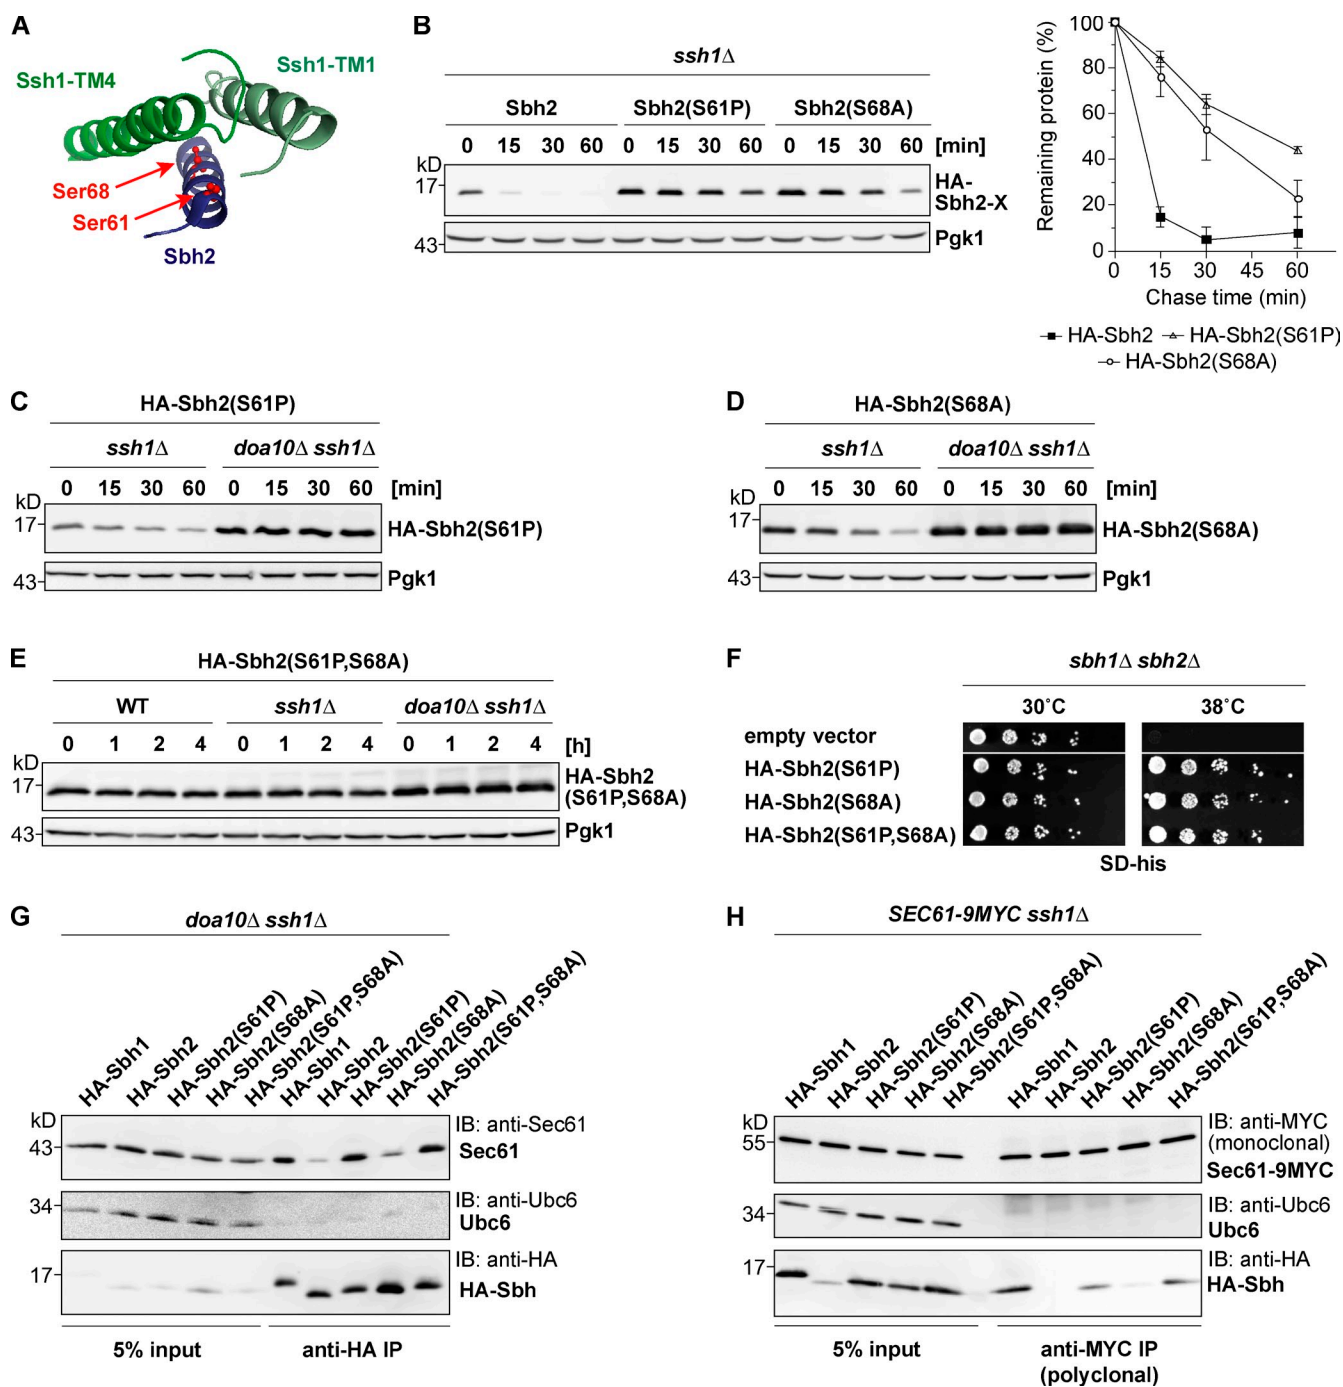 A
Ssh1-TM4
Ssh1-TM1
Ser68
Ser61
Sbh2
B
ssh1Δ
Sbh2 Sbh2(S61P) Sbh2(S68A)
0 15 30 60 0 15 30 60 0 15 30 60 [min]
kD
17
HA-
Sbh2-X
43
Pgk1
Remaining protein (%)
100
80
60
40
20
0
0 15 30 45 60
Chase time (min)
HA-Sbh2 HA-Sbh2(S61P)
HA-Sbh2(S68A)
C
HA-Sbh2(S61P)
ssh1Δ doa10Δ ssh1Δ
0 15 30 60 0 15 30 60 [min]
kD
17
HA-Sbh2(S61P)
43
Pgk1
D
HA-Sbh2(S68A)
ssh1Δ doa10Δ ssh1Δ
0 15 30 60 0 15 30 60 [min]
kD
17
HA-Sbh2(S68A)
43
Pgk1
E
HA-Sbh2(S61P,S68A)
WT ssh1Δ doa10Δ ssh1Δ
0 1 2 4 0 1 2 4 0 1 2 4 [h]
kD
17
HA-Sbh2
(S61P,S68A)
43
Pgk1
F
sbh1Δ sbh2Δ
30°C 38°C
empty vector
HA-Sbh2(S61P)
HA-Sbh2(S68A)
HA-Sbh2(S61P,S68A)
SD-his
G
doa10Δ ssh1Δ
HA-Sbh1
HA-Sbh2
HA-Sbh2(S61P)
HA-Sbh2(S68A)
HA-Sbh2(S61P,S68A)
HA-Sbh1
HA-Sbh2
HA-Sbh2(S61P)
HA-Sbh2(S68A)
HA-Sbh2(S61P,S68A)
kD
43
IB: anti-Sec61
Sec61
34
IB: anti-Ubc6
Ubc6
17
IB: anti-HA
HA-Sbh
5% input anti-HA IP
H
SEC61-9MYC ssh1Δ
HA-Sbh1
HA-Sbh2
HA-Sbh2(S61P)
HA-Sbh2(S68A)
HA-Sbh2(S61P,S68A)
HA-Sbh1
HA-Sbh2
HA-Sbh2(S61P)
HA-Sbh2(S68A)
HA-Sbh2(S61P,S68A)
kD
55
IB: anti-MYC
(monoclonal)
Sec61-9MYC
34
IB: anti-Ubc6
Ubc6
17
IB: anti-HA
HA-Sbh
5% input anti-MYC IP
(polyclonal)